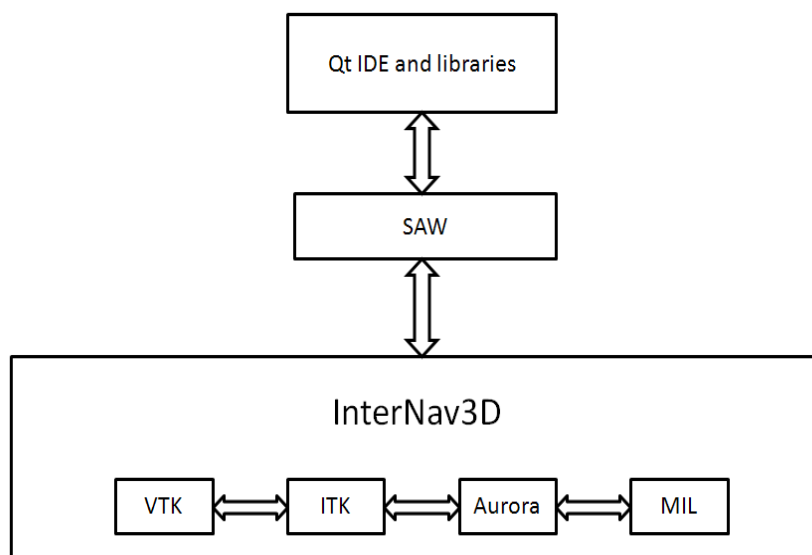 Qt IDE and libraries
SAW
InterNav3D
VTK
ITK
Aurora
MIL